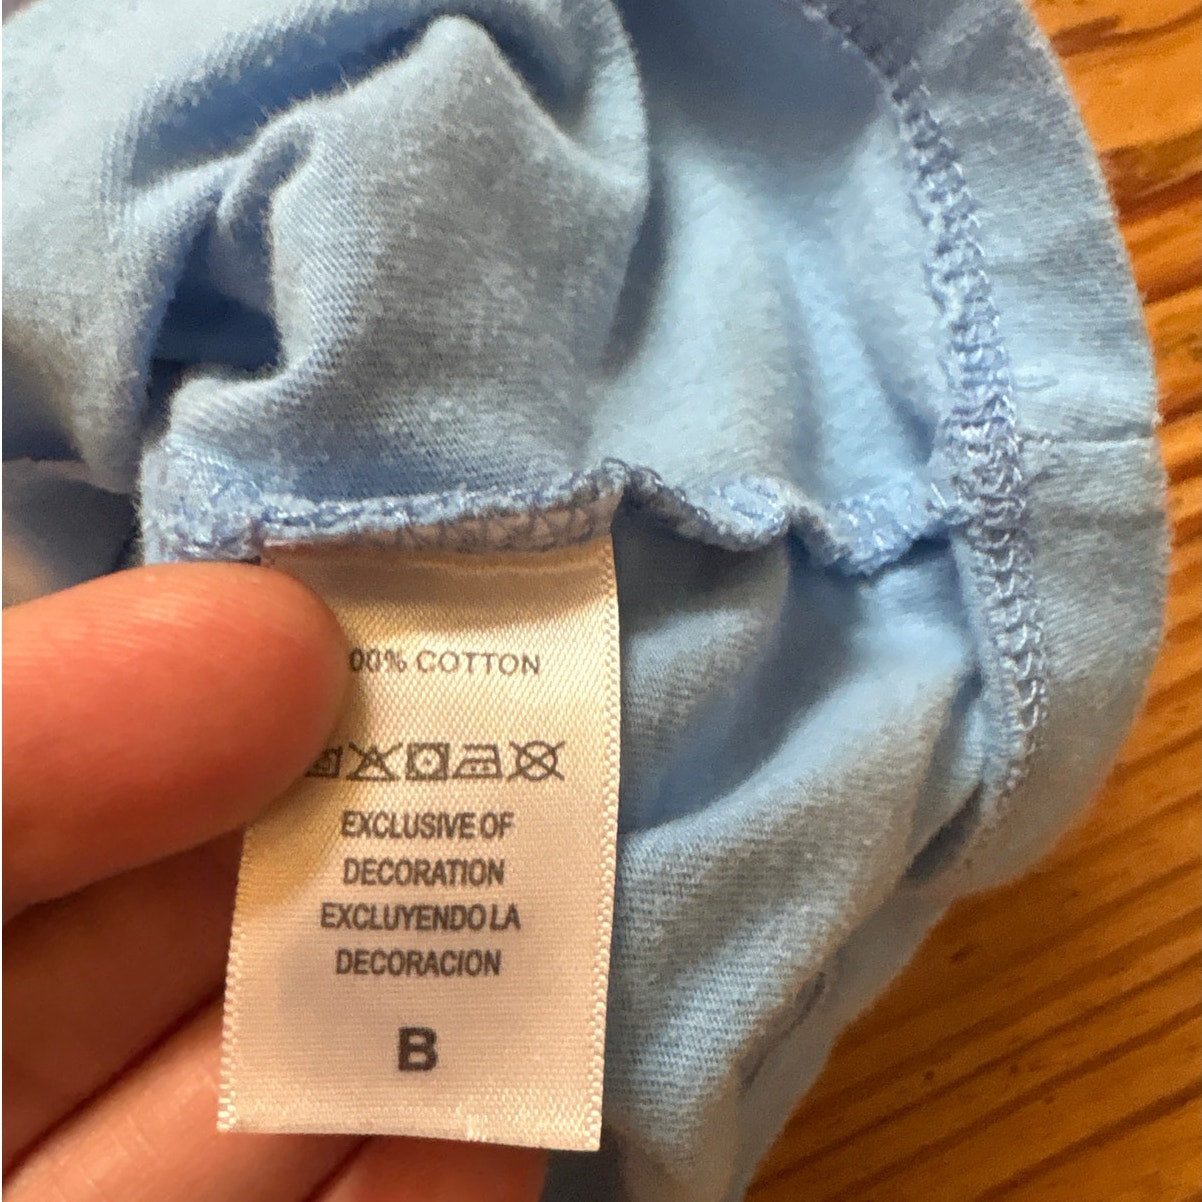 00% COTTON
EXCLUSIVE OF
DECORATION
EXCLUYENDO LA
DECORACION
B